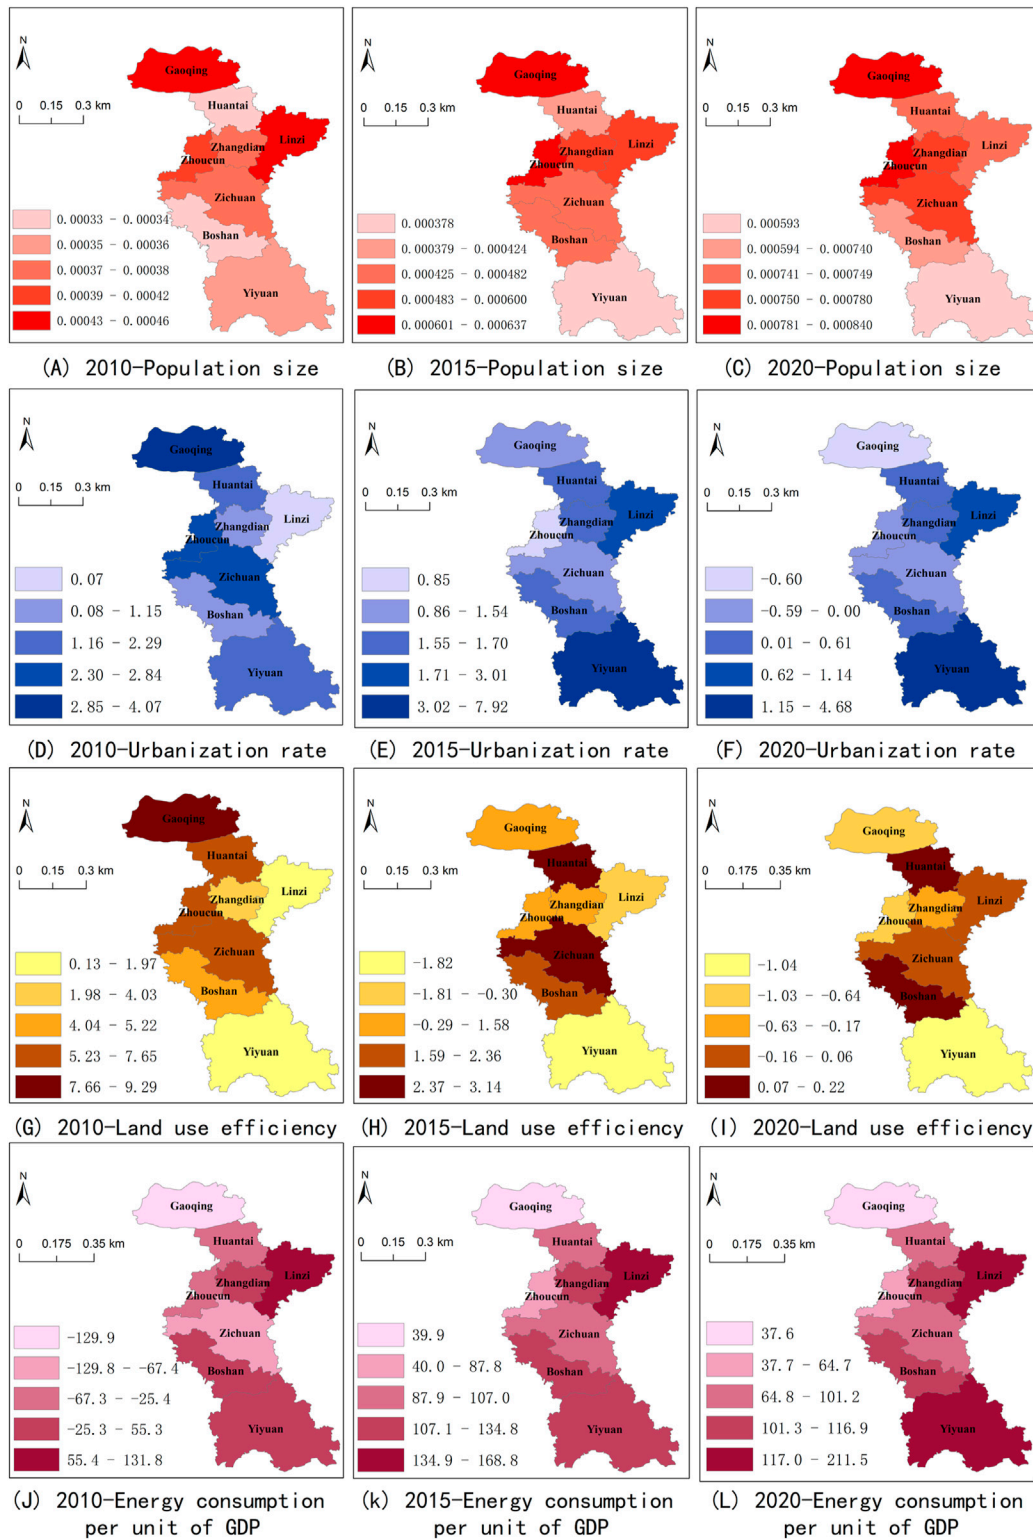 N
0 0.15 0.3 km
Gaoqing
Huantai
Linzi
Zhangdian
Zhoucun
Zichuan
Boshan
Yiyuan
0.00033 - 0.00034
0.00035 - 0.00036
0.00037 - 0.00038
0.00039 - 0.00042
0.00043 - 0.00046
(A) 2010-Population size
N
0 0.15 0.3 km
Gaoqing
Huantai
Linzi
Zhangdian
Zhoucun
Zichuan
Boshan
Yiyuan
0.000378
0.000379 - 0.000424
0.000425 - 0.000482
0.000483 - 0.000600
0.000601 - 0.000637
(B) 2015-Population size
N
0 0.15 0.3 km
Gaoqing
Huantai
Linzi
Zhangdian
Zhoucun
Zichuan
Boshan
Yiyuan
0.000593
0.000594 - 0.000740
0.000741 - 0.000749
0.000750 - 0.000780
0.000781 - 0.000840
(C) 2020-Population size
N
0 0.15 0.3 km
Gaoqing
Huantai
Linzi
Zhangdian
Zhoucun
Zichuan
Boshan
Yiyuan
0.07
0.08 - 1.15
1.16 - 2.29
2.30 - 2.84
2.85 - 4.07
(D) 2010-Urbanization rate
N
0 0.15 0.3 km
Gaoqing
Huantai
Linzi
Zhangdian
Zhoucun
Zichuan
Boshan
Yiyuan
0.85
0.86 - 1.54
1.55 - 1.70
1.71 - 3.01
3.02 - 7.92
(E) 2015-Urbanization rate
N
0 0.15 0.3 km
Gaoqing
Huantai
Linzi
Zhangdian
Zhoucun
Zichuan
Boshan
Yiyuan
-0.60
-0.59 - 0.00
0.01 - 0.61
0.62 - 1.14
1.15 - 4.68
(F) 2020-Urbanization rate
N
0 0.15 0.3 km
Gaoqing
Huantai
Linzi
Zhangdian
Zhoucun
Zichuan
Boshan
Yiyuan
0.13 - 1.97
1.98 - 4.03
4.04 - 5.22
5.23 - 7.65
7.66 - 9.29
(G) 2010-Land use efficiency
N
0 0.15 0.3 km
Gaoqing
Huantai
Linzi
Zhangdian
Zhoucun
Zichuan
Boshan
Yiyuan
-1.82
-1.81 - -0.30
-0.29 - 1.58
1.59 - 2.36
2.37 - 3.14
(H) 2015-Land use efficiency
N
0 0.175 0.35 km
Gaoqing
Huantai
Linzi
Zhangdian
Zhoucun
Zichuan
Boshan
Yiyuan
-1.04
-1.03 - -0.64
-0.63 - -0.17
-0.16 - 0.06
0.07 - 0.22
(I) 2020-Land use efficiency
N
0 0.175 0.35 km
Gaoqing
Huantai
Linzi
Zhangdian
Zhoucun
Zichuan
Boshan
Yiyuan
-129.9
-129.8 - -67.4
-67.3 - -25.4
-25.3 - 55.3
55.4 - 131.8
(J) 2010-Energy consumption
per unit of GDP
N
0 0.15 0.3 km
Gaoqing
Huantai
Linzi
Zhangdian
Zhoucun
Zichuan
Boshan
Yiyuan
39.9
40.0 - 87.8
87.9 - 107.0
107.1 - 134.8
134.9 - 168.8
(k) 2015-Energy consumption
per unit of GDP
N
0 0.175 0.35 km
Gaoqing
Huantai
Linzi
Zhangdian
Zhoucun
Zichuan
Boshan
Yiyuan
37.6
37.7 - 64.7
64.8 - 101.2
101.3 - 116.9
117.0 - 211.5
(L) 2020-Energy consumption
per unit of GDP